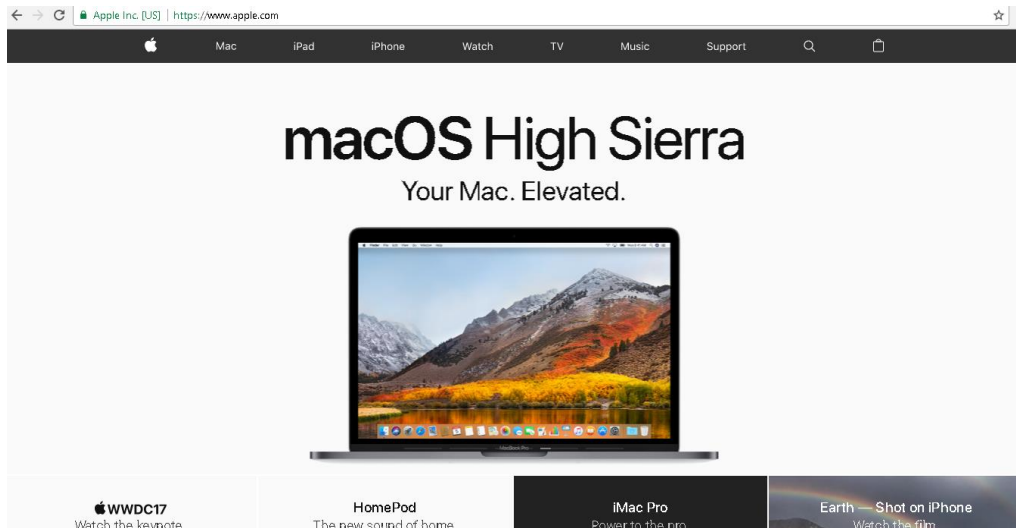 Apple Inc. [US] | https://www.apple.com
Mac iPad iPhone Watch TV Music Support
macOS High Sierra
Your Mac. Elevated.
MacBook Pro
WWDC17 HomePod iMac Pro Earth — Shot on iPhone
Watch the keynote The new sound of home Power to the pro Watch the film